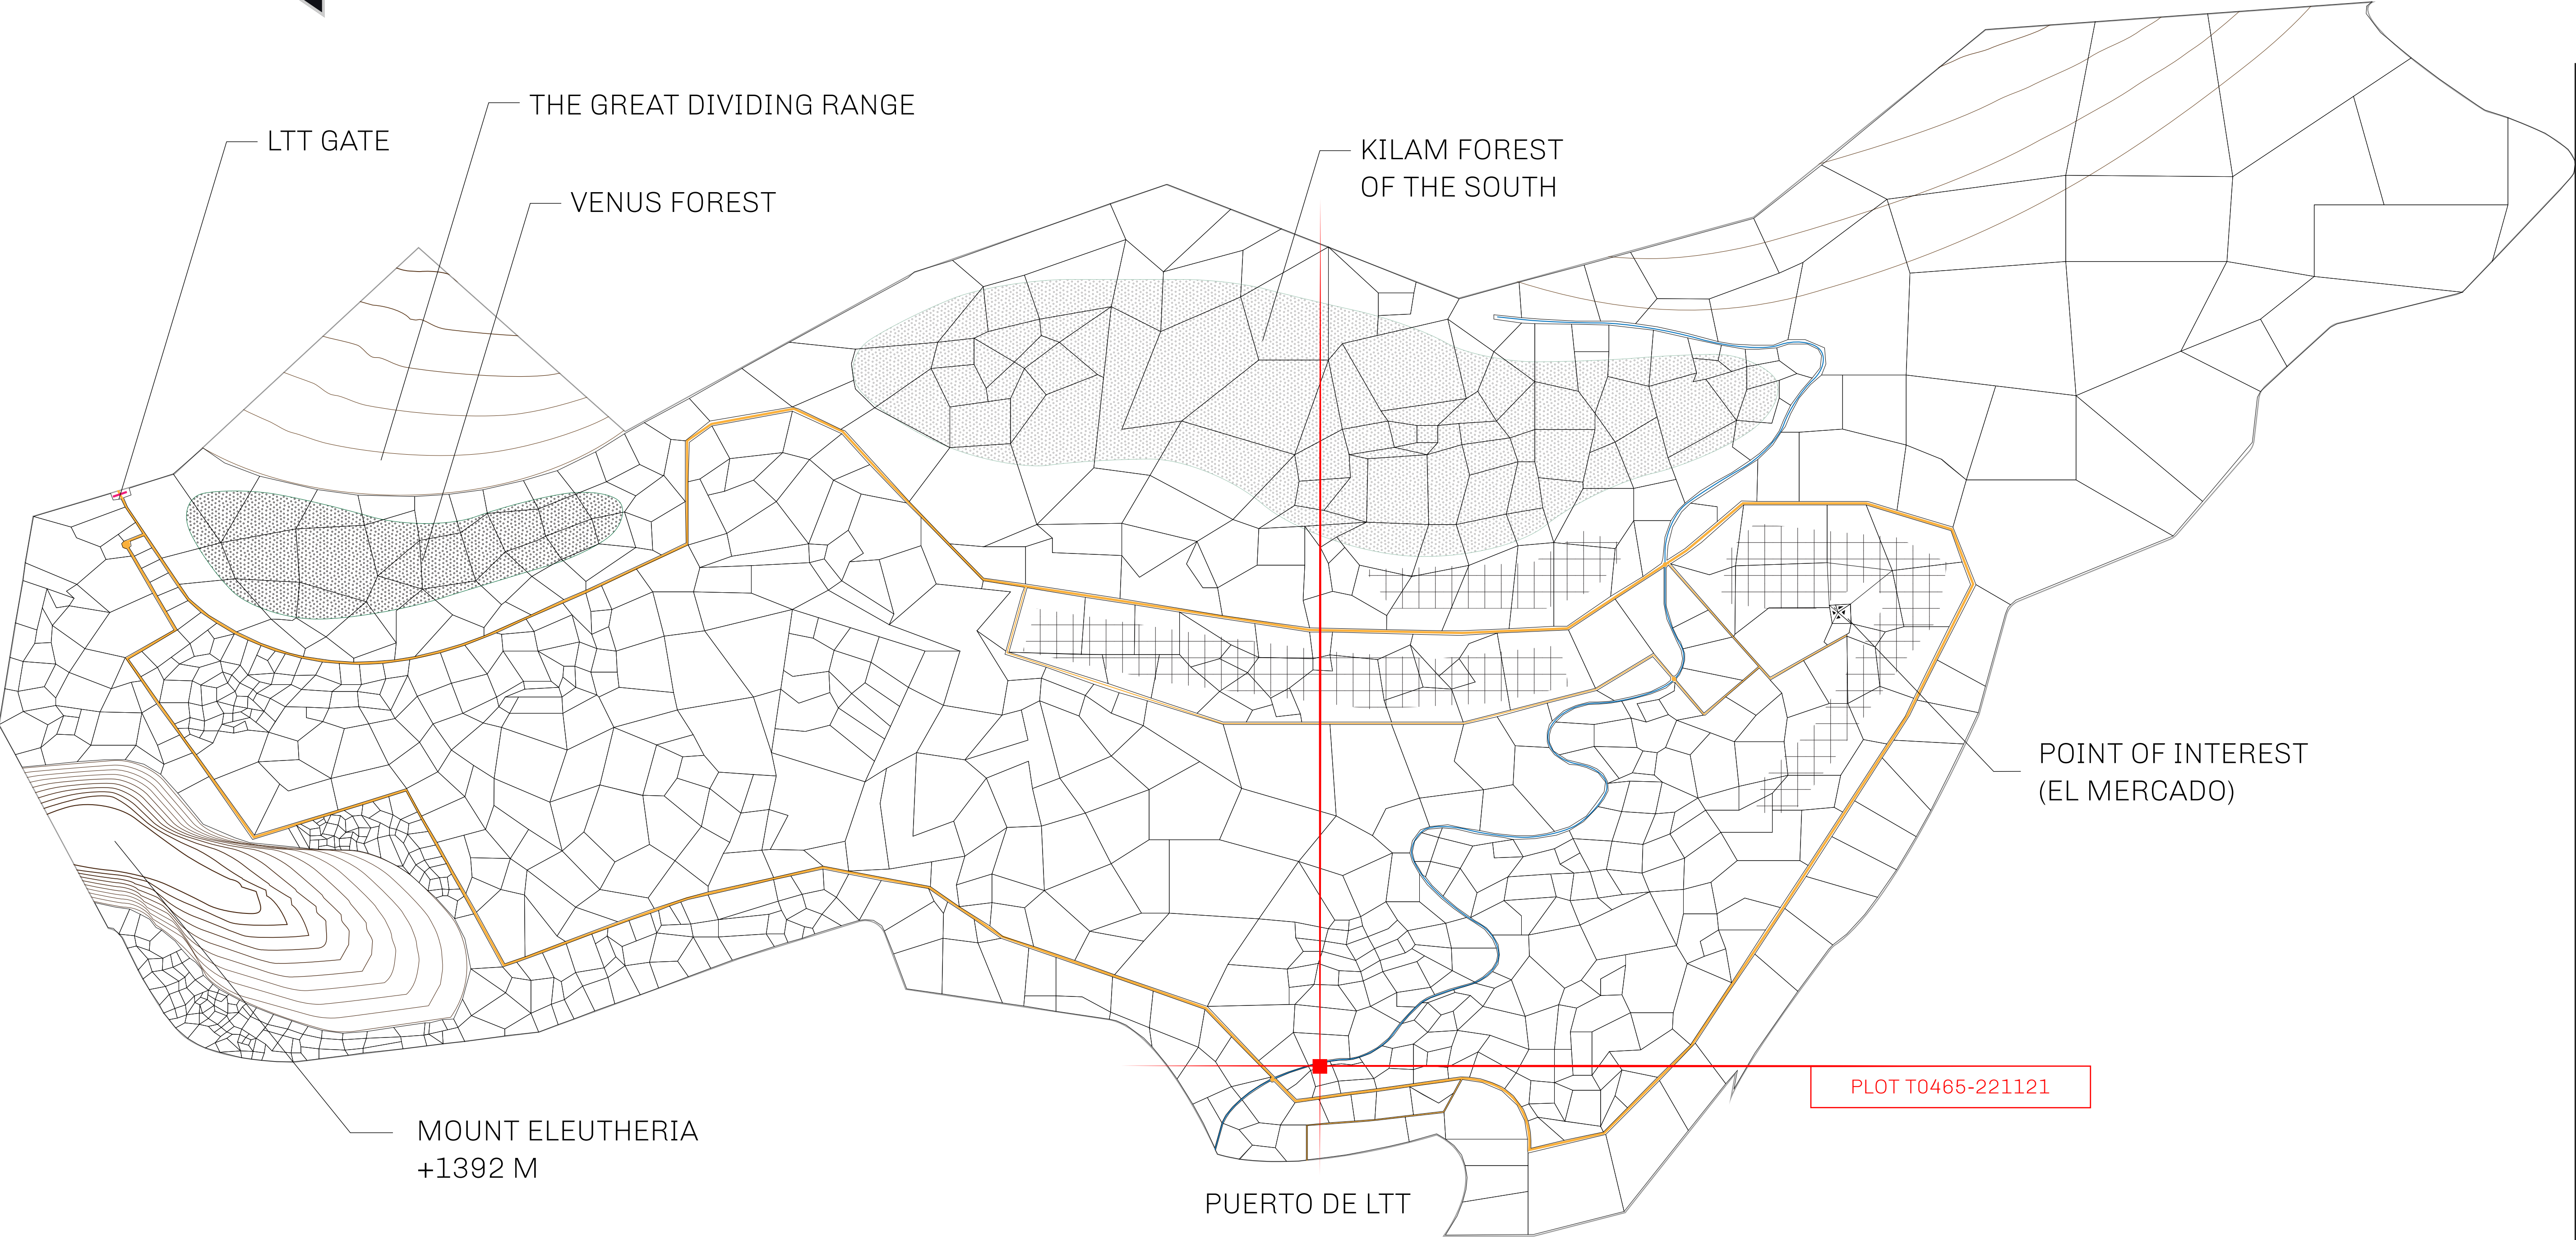 THE GREAT DIVIDING RANGE
LTT GATE
VENUS FOREST
KILAM FOREST
OF THE SOUTH
POINT OF INTEREST
(EL MERCADO)
PLOT T0465-221121
MOUNT ELEUTHERIA
+1392 M
PUERTO DE LTT